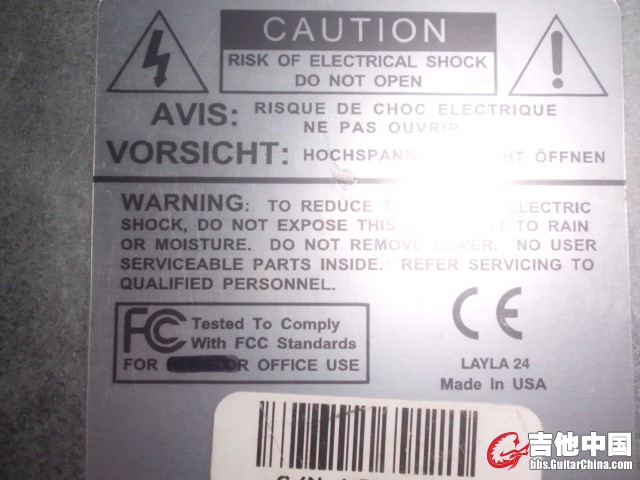 CAUTION
RISK OF ELECTRICAL SHOCK
DO NOT OPEN
AVIS: RISQUE DE CHOC ELECTRIQUE
NE PAS OUVRIR
VORSICHT: ÖFFNEN
WARNING: TO REDUCE ELECTRIC
SHOCK, DO NOT EXPOSE THIS TO RAIN
OR MOISTURE. DO NOT REMOVE COVER. NO USER
SERVICEABLE PARTS INSIDE. REFER SERVICING TO
QUALIFIED PERSONNEL.
FCC Tested To Comply
With FCC Standards
FOR OR OFFICE USE
CE
LAYLA 24
Made In USA
吉他中国
bbs.GuitarChina.com